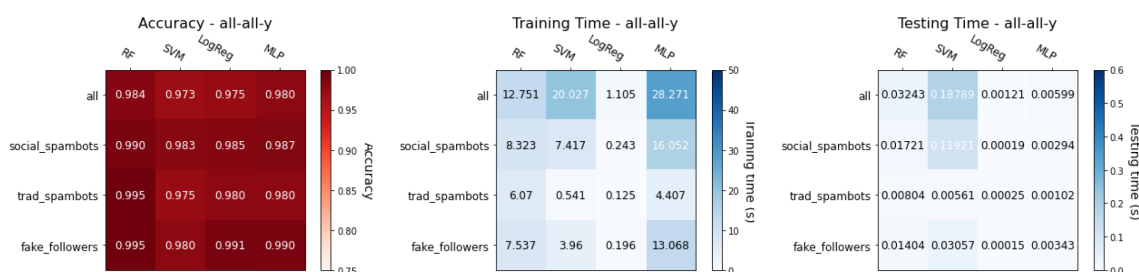 Accuracy - all-all-y
RF SVM LogReg MLP
all 0.984 0.973 0.975 0.980
social_spambots 0.990 0.983 0.985 0.987
trad_spambots 0.995 0.975 0.980 0.980
fake_followers 0.995 0.980 0.991 0.990
1.00
0.95
0.90
0.85
0.80
0.75
Accuracy
Training Time - all-all-y
RF SVM LogReg MLP
all 12.751 20.027 1.105 28.271
social_spambots 8.323 7.417 0.243 16.052
trad_spambots 6.07 0.541 0.125 4.407
fake_followers 7.537 3.96 0.196 13.068
50
40
30
20
10
0
Training time (s)
Testing Time - all-all-y
RF SVM LogReg MLP
all 0.03243 0.18789 0.00121 0.00599
social_spambots 0.01721 0.11921 0.00019 0.00294
trad_spambots 0.00804 0.00561 0.00025 0.00102
fake_followers 0.01404 0.03057 0.00015 0.00343
0.6
0.5
0.4
0.3
0.2
0.1
0.0
Testing time (s)